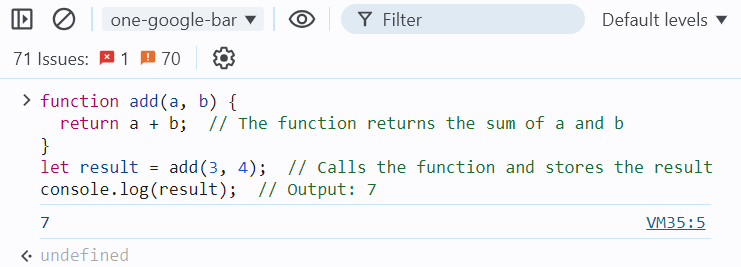 one-google-bar ▼ Filter Default levels ▼
71 Issues: 1 70
function add(a, b) {
  return a + b;  // The function returns the sum of a and b
}
let result = add(3, 4);  // Calls the function and stores the result
console.log(result);  // Output: 7
7 VM35:5
undefined